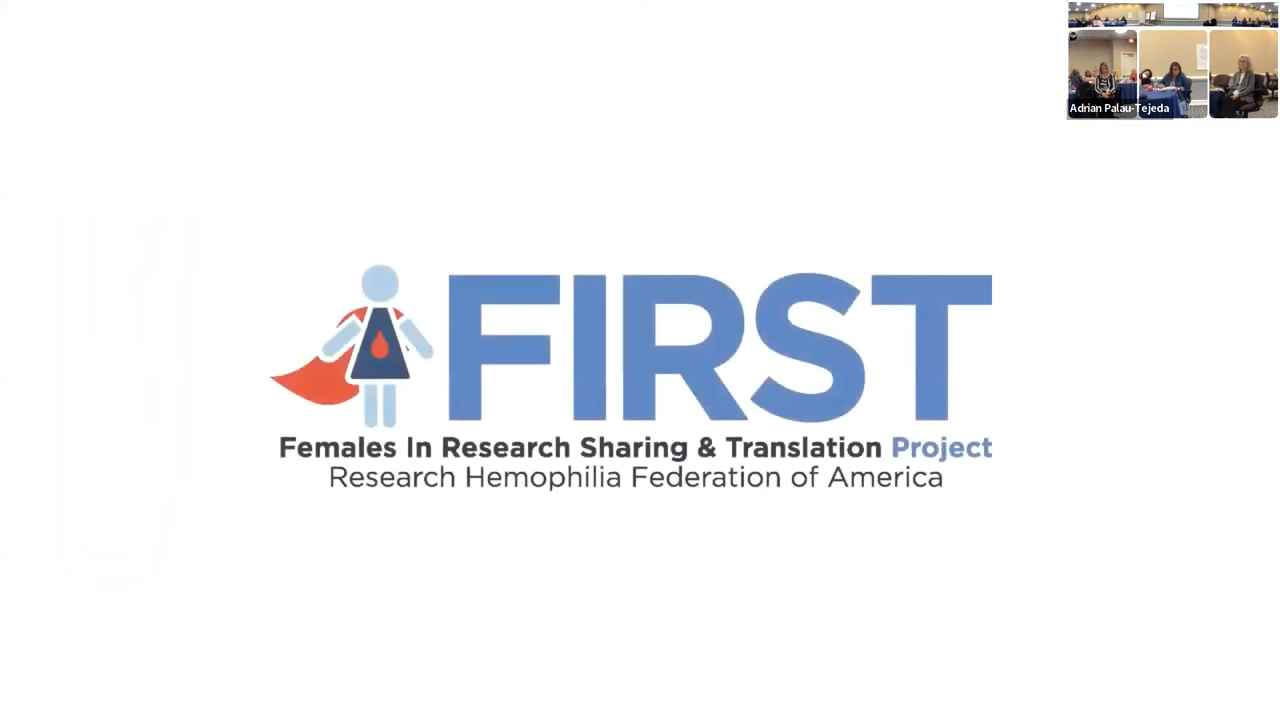 Adrian Palau-Tejeda
FIRST
Females In Research Sharing & Translation Project
Research Hemophilia Federation of America